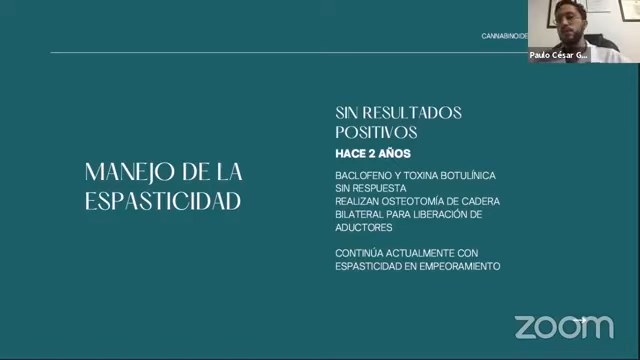 CANNABINOIDE
Paulo César G...
SIN RESULTADOS
POSITIVOS
HACE 2 AÑOS
MANEJO DE LA
ESPASTICIDAD
BACLOFENO Y TOXINA BOTULÍNICA
SIN RESPUESTA
REALIZAN OSTEOTOMÍA DE CADERA
BILATERAL PARA LIBERACIÓN DE
ADUCTORES
CONTINÚA ACTUALMENTE CON
ESPASTICIDAD EN EMPEORAMIENTO
zoom